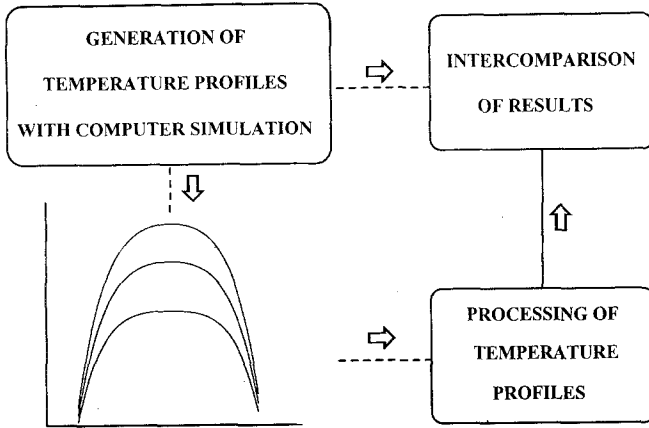 GENERATION OF
TEMPERATURE PROFILES
WITH COMPUTER SIMULATION
INTERCOMPARISON
OF RESULTS
PROCESSING OF
TEMPERATURE
PROFILES